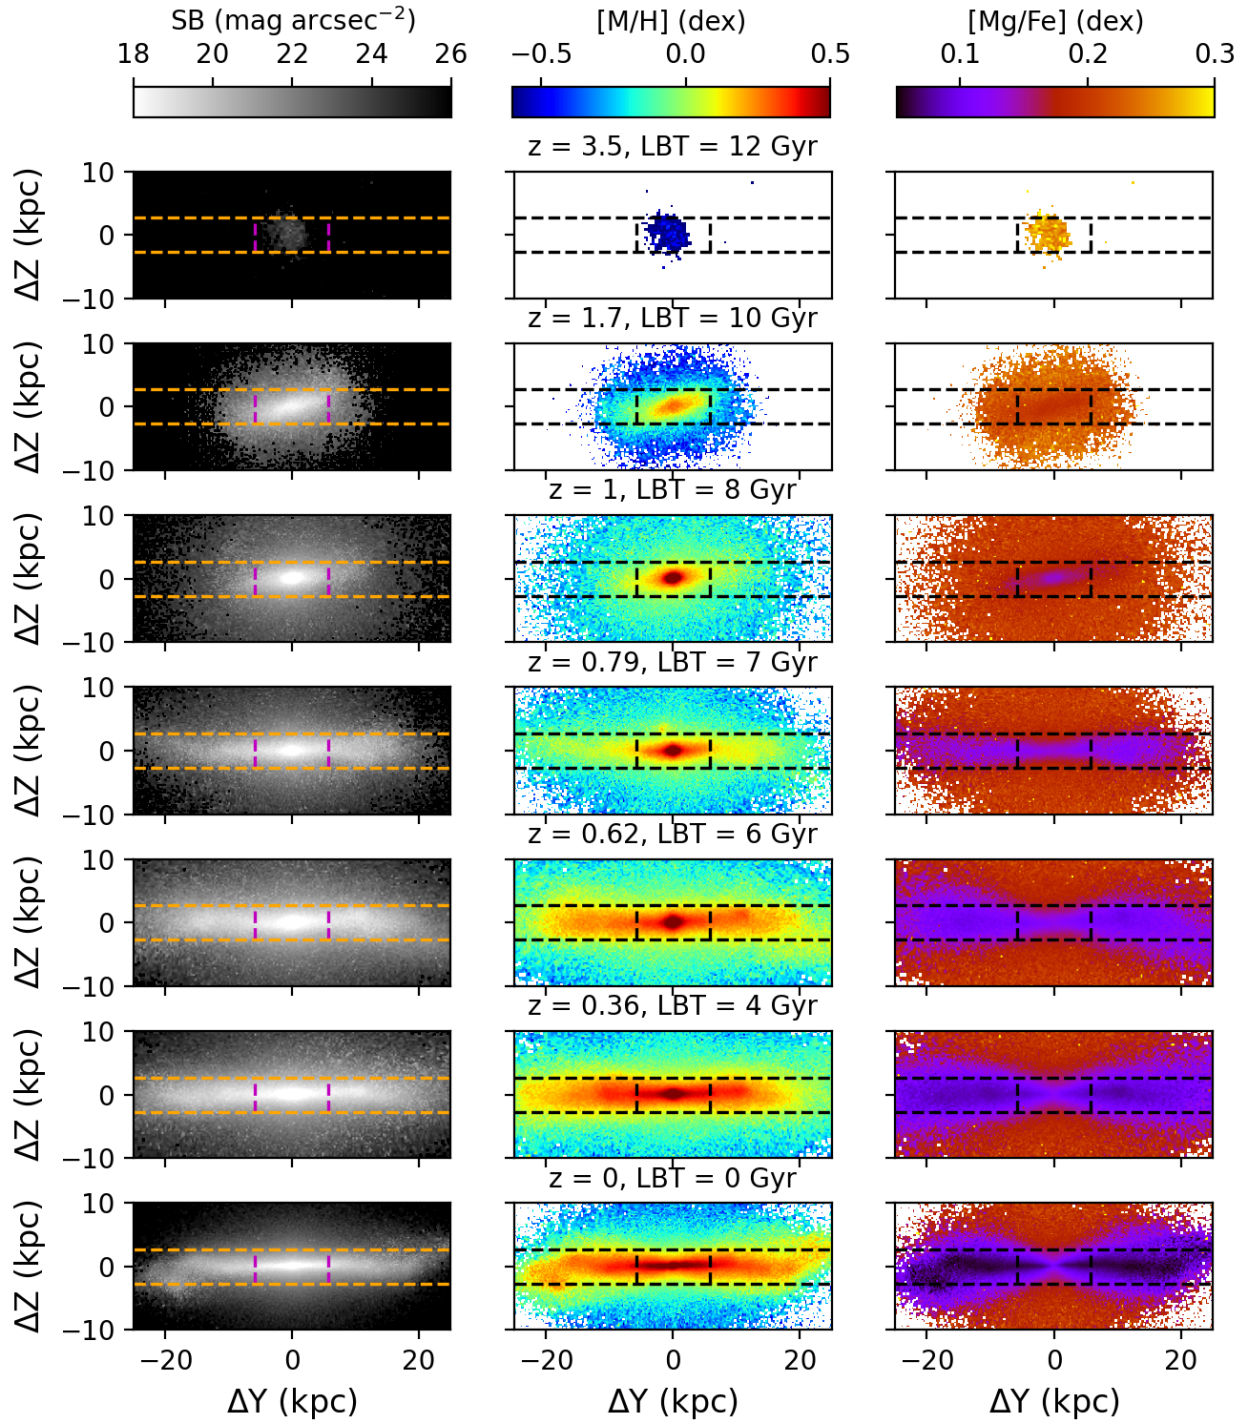 SB (mag arcsec⁻²) [M/H] (dex) [Mg/Fe] (dex)
18 20 22 24 26 −0.5 0.0 0.5 0.1 0.2 0.3
z = 3.5, LBT = 12 Gyr
10
0
−10
ΔZ (kpc)
z = 1.7, LBT = 10 Gyr
10
0
−10
ΔZ (kpc)
z = 1, LBT = 8 Gyr
10
0
−10
ΔZ (kpc)
z = 0.79, LBT = 7 Gyr
10
0
−10
ΔZ (kpc)
z = 0.62, LBT = 6 Gyr
10
0
−10
ΔZ (kpc)
z = 0.36, LBT = 4 Gyr
10
0
−10
ΔZ (kpc)
z = 0, LBT = 0 Gyr
10
0
−10
ΔZ (kpc)
−20 0 20 −20 0 20 −20 0 20
ΔY (kpc) ΔY (kpc) ΔY (kpc)